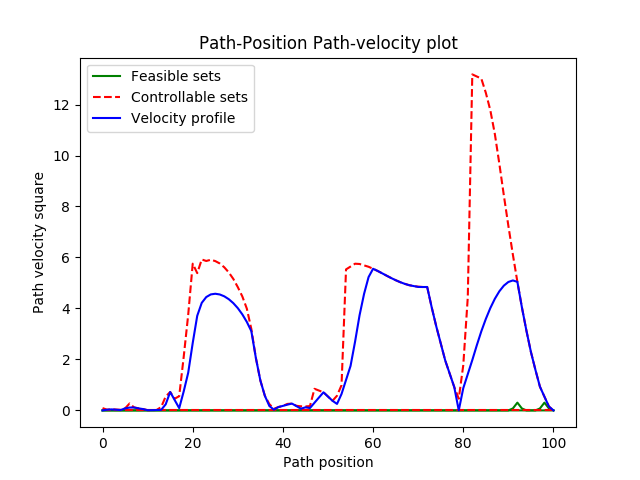 Path-Position Path-velocity plot
Feasible sets
Controllable sets
Velocity profile
Path velocity square
12
10
8
6
4
2
0
0 20 40 60 80 100
Path position